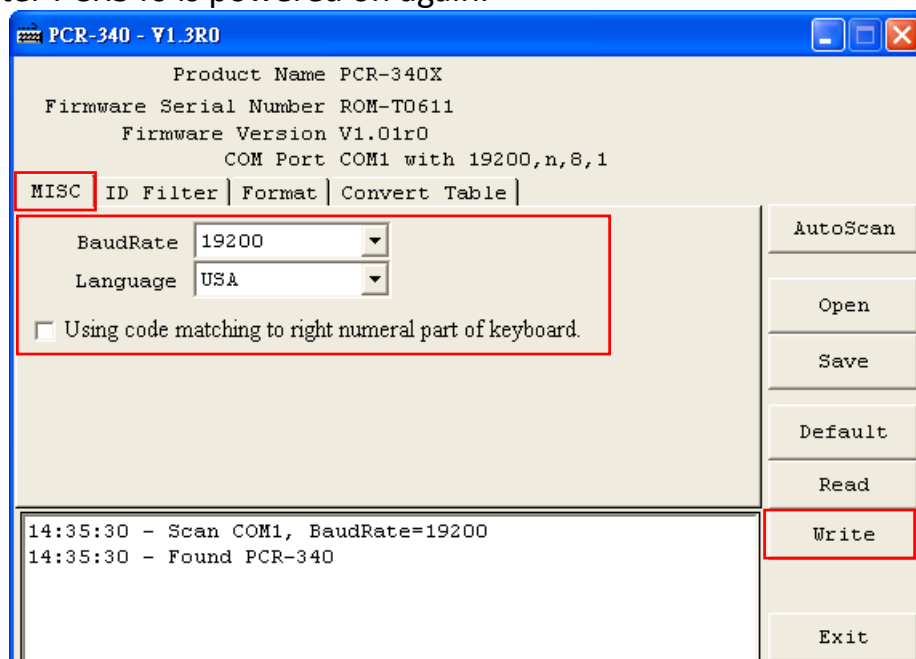 PCR340 is powered on again.
PCR-340 - V1.3R0
Product Name PCR-340X
Firmware Serial Number ROM-T0611
Firmware Version V1.01r0
COM Port COM1 with 19200,n,8,1
MISC ID Filter Format Convert Table
BaudRate 19200
Language USA
Using code matching to right numeral part of keyboard.
AutoScan
Open
Save
Default
Read
Write
Exit
14:35:30 - Scan COM1, BaudRate=19200
14:35:30 - Found PCR-340